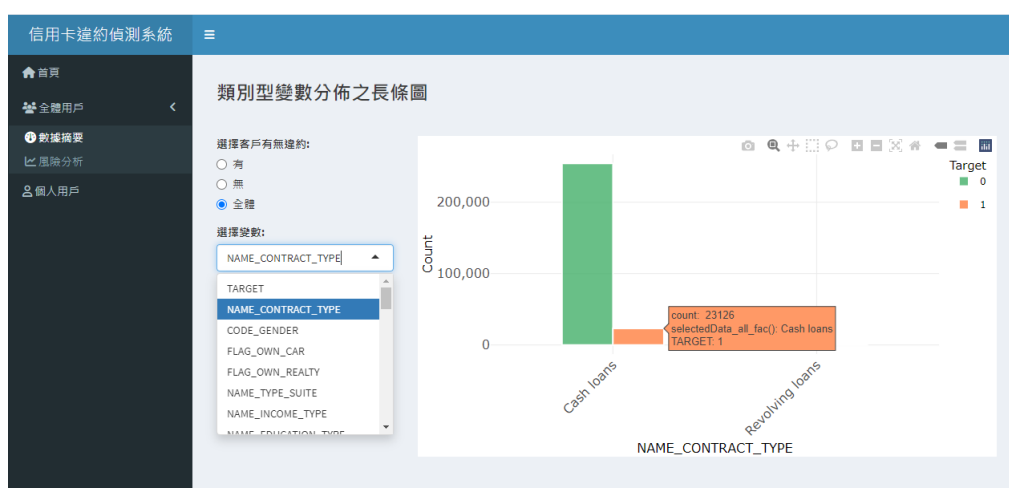 信用卡違約偵測系統
首頁
全體用戶
數據摘要
風險分析
個人用戶
類別型變數分佈之長條圖
選擇客戶有無違約:
有
無
全體
選擇變數:
NAME_CONTRACT_TYPE
TARGET
NAME_CONTRACT_TYPE
CODE_GENDER
FLAG_OWN_CAR
FLAG_OWN_REALTY
NAME_TYPE_SUITE
NAME_INCOME_TYPE
NAME_EDUCATION_TYPE
Target
0
1
200,000
100,000
0
Count
count: 23126
selectedData_all_fac(): Cash loans
TARGET: 1
Cash loans
Revolving loans
NAME_CONTRACT_TYPE